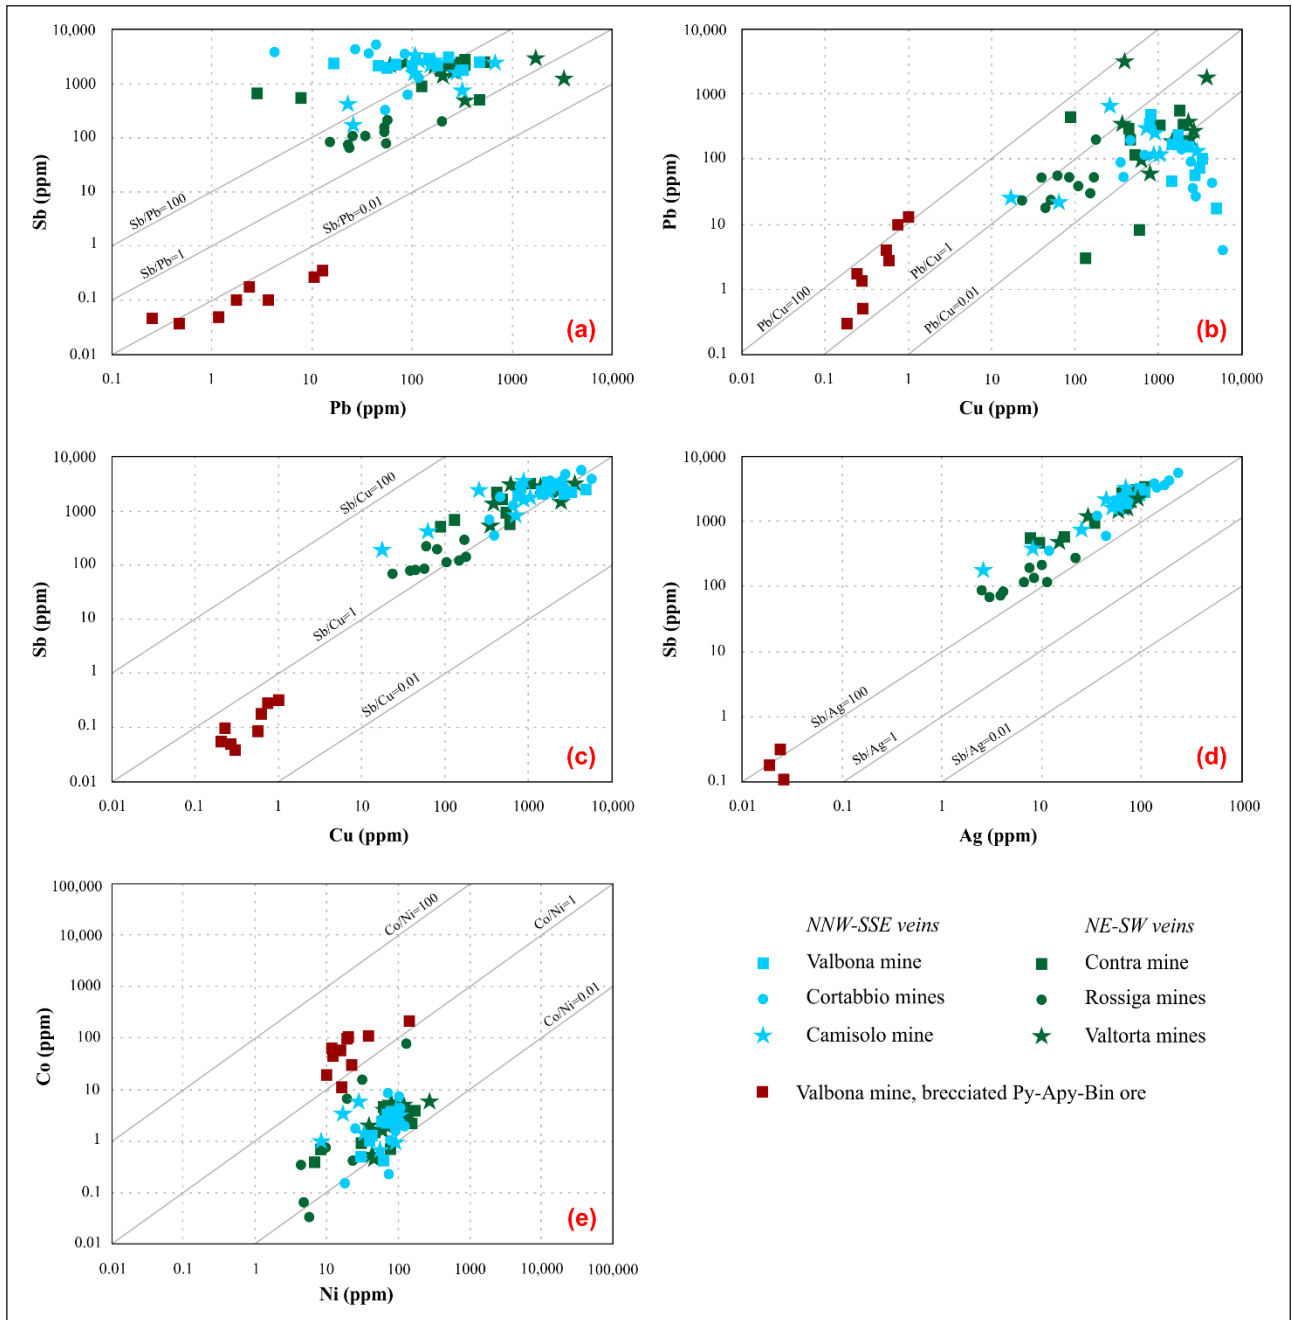 10,000
1000
100
10
1
0.1
0.01
Sb (ppm)
Sb/Pb=100
Sb/Pb=1
Sb/Pb=0.01
(a)
0.1
1
10
100
1000
10,000
Pb (ppm)
10,000
1000
100
10
1
0.1
Pb (ppm)
Pb/Cu=100
Pb/Cu=1
Pb/Cu=0.01
(b)
0.01
0.1
1
10
100
1000
10,000
Cu (ppm)
10,000
1000
100
10
1
0.1
0.01
Sb (ppm)
Sb/Cu=100
Sb/Cu=1
Sb/Cu=0.01
(c)
0.01
0.1
1
10
100
1000
10,000
Cu (ppm)
10,000
1000
100
10
1
0.1
Sb (ppm)
Sb/Ag=100
Sb/Ag=1
Sb/Ag=0.01
(d)
0.01
0.1
1
10
100
1000
Ag (ppm)
100,000
10,000
1000
100
10
1
0.1
0.01
Co (ppm)
Co/Ni=100
Co/Ni=1
Co/Ni=0.01
(e)
0.01
0.1
1
10
100
1000
10,000
100,000
Ni (ppm)
NNW-SSE veins
Valbona mine
Cortabbio mines
Camisolo mine
NE-SW veins
Contra mine
Rossiga mines
Valtorta mines
Valbona mine, brecciated Py-Apy-Bin ore